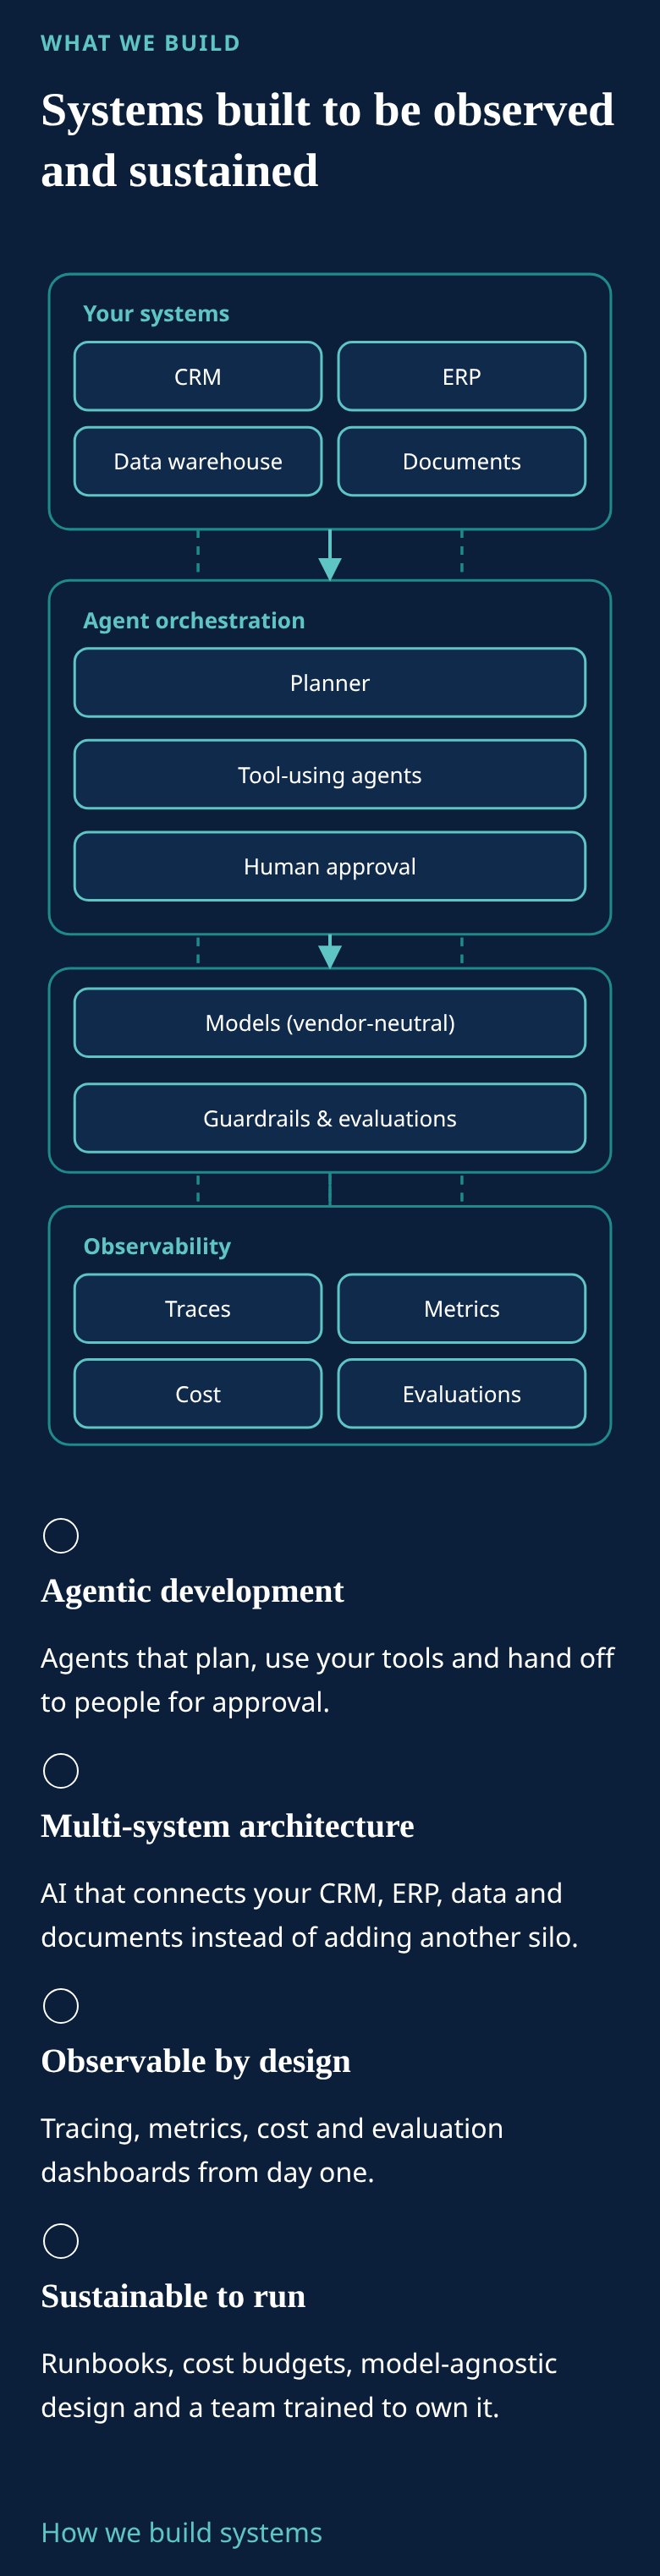 WHAT WE BUILD
Systems built to be observed
and sustained
Your systems
CRM
ERP
Data warehouse
Documents
Agent orchestration
Planner
Tool-using agents
Human approval
Models (vendor-neutral)
Guardrails & evaluations
Observability
Traces
Metrics
Cost
Evaluations
Agentic development
Agents that plan, use your tools and hand off
to people for approval.
Multi-system architecture
AI that connects your CRM, ERP, data and
documents instead of adding another silo.
Observable by design
Tracing, metrics, cost and evaluation
dashboards from day one.
Sustainable to run
Runbooks, cost budgets, model-agnostic
design and a team trained to own it.
How we build systems